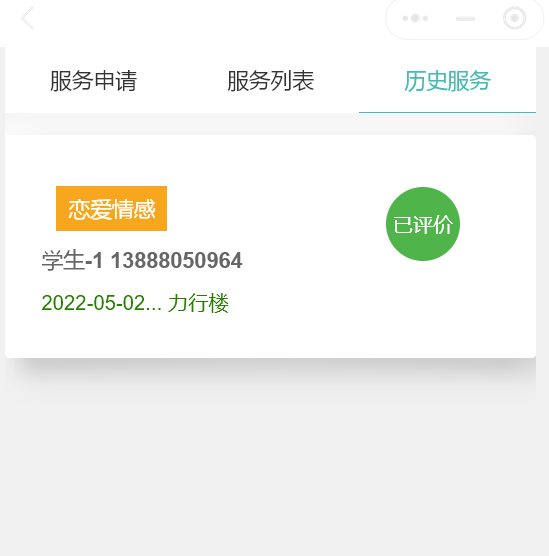 服务申请 服务列表 历史服务
恋爱情感
已评价
学生-1 13888050964
2022-05-02... 力行楼